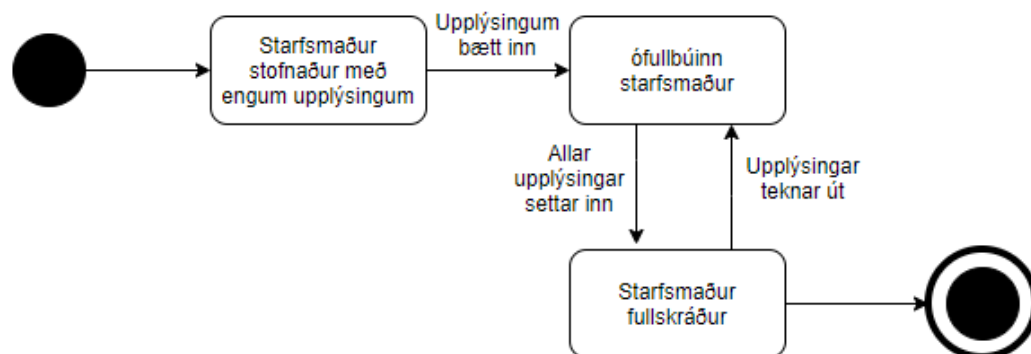 Starfsmaður
stofnaður með
engum upplýsingum
Upplýsingum
bætt inn
ófullbúinn
starfsmaður
Allar
upplýsingar
settar inn
Upplýsingar
teknar út
Starfsmaður
fullskráður